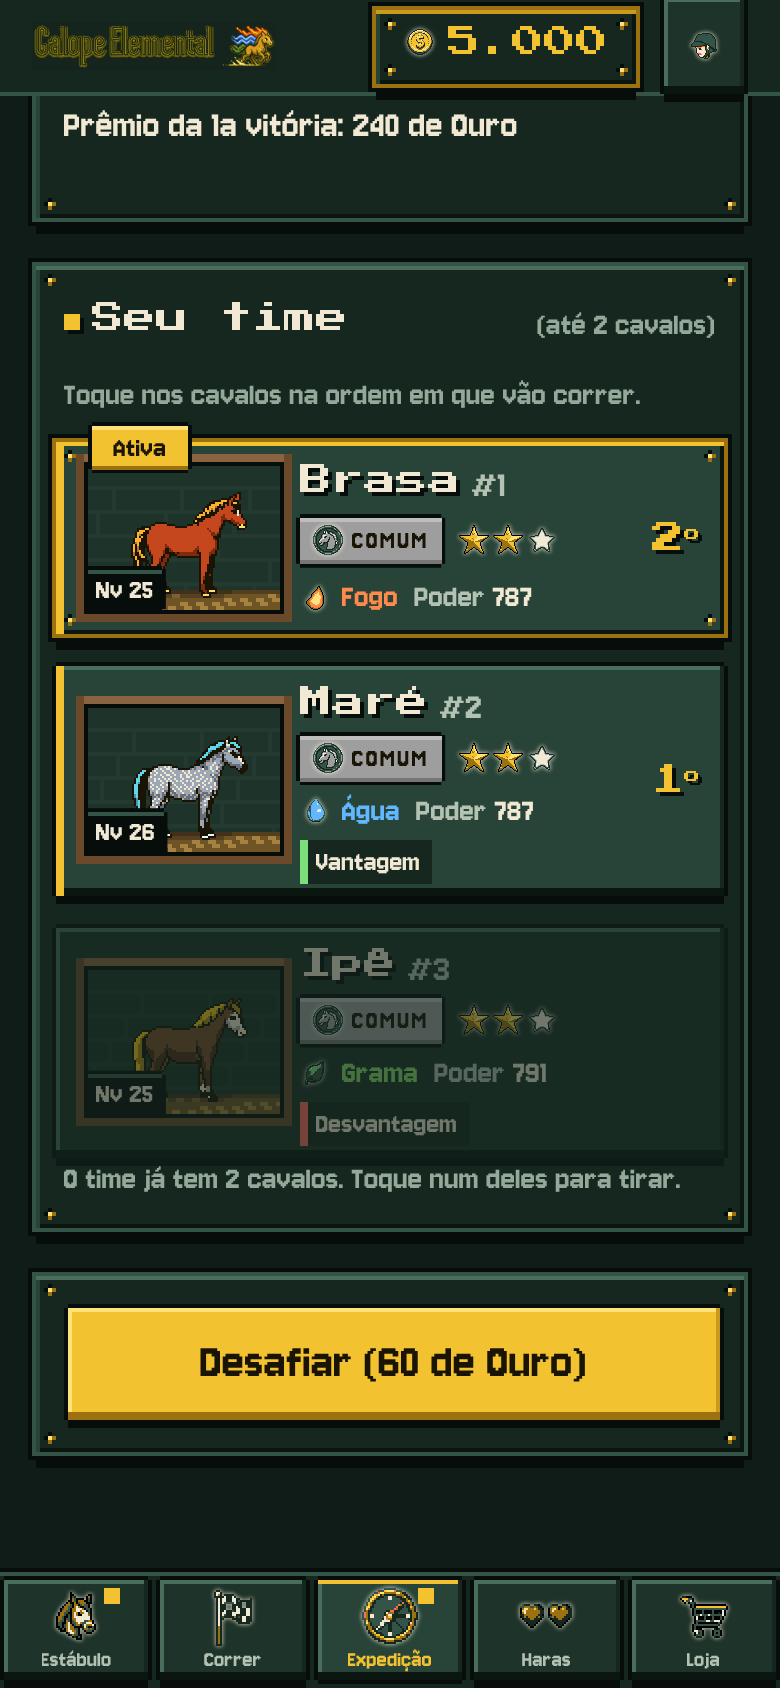 Galope Elemental
5.000
Prêmio da 1a vitória: 240 de Ouro
Seu time
(até 2 cavalos)
Toque nos cavalos na ordem em que vão correr.
Ativa
Brasa #1
COMUM
2º
Nv 25
Fogo Poder 787
Maré #2
COMUM
1º
Água Poder 787
Nv 26
Vantagem
Ipê #3
COMUM
Grama Poder 791
Nv 25
Desvantagem
O time já tem 2 cavalos. Toque num deles para tirar.
Desafiar (60 de Ouro)
Estábulo
Correr
Expedição
Haras
Loja